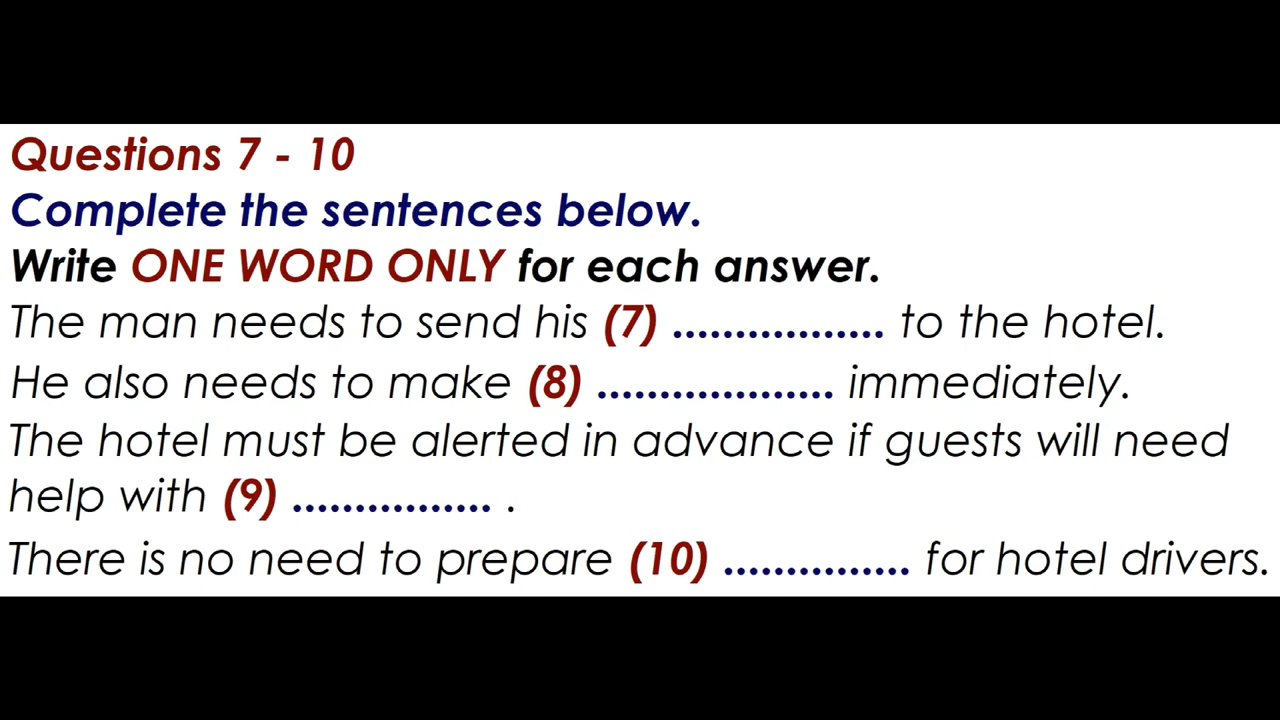 Questions 7 - 10
Complete the sentences below.
Write ONE WORD ONLY for each answer.
The man needs to send his (7) ................. to the hotel.
He also needs to make (8) ................... immediately.
The hotel must be alerted in advance if guests will need
help with (9) ................ .
There is no need to prepare (10) ............... for hotel drivers.